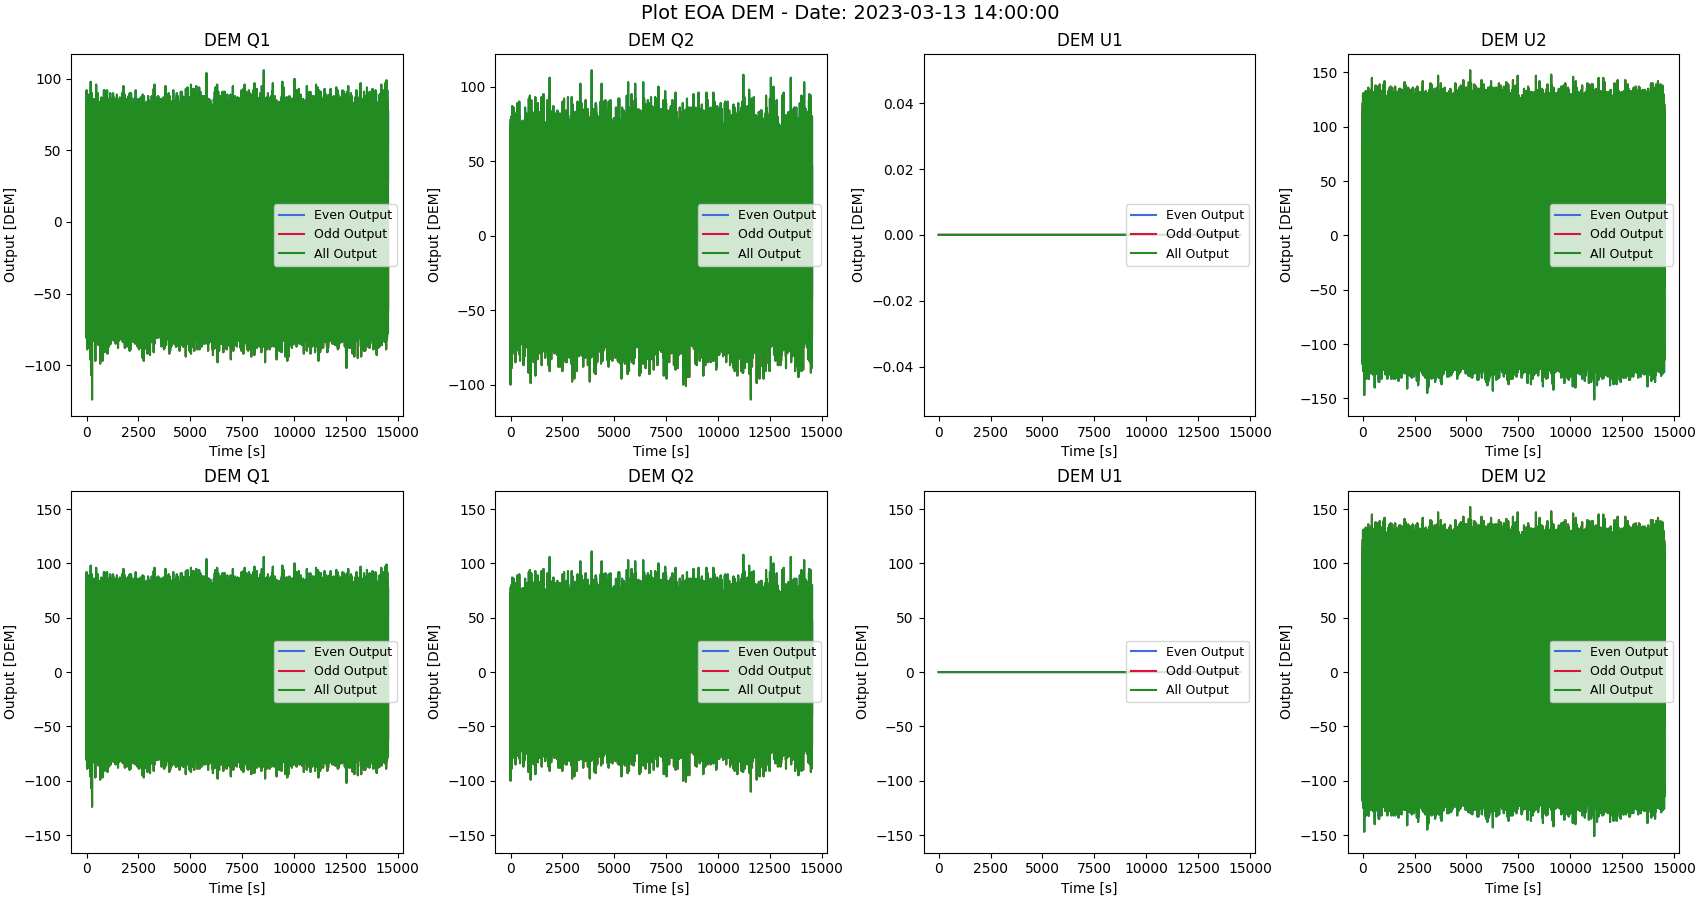 Plot EOA DEM - Date: 2023-03-13 14:00:00
DEM Q1
100
50
0
−50
−100
Output [DEM]
Even Output
Odd Output
All Output
0 2500 5000 7500 10000 12500 15000
Time [s]
DEM Q2
100
50
0
−50
−100
Output [DEM]
Even Output
Odd Output
All Output
0 2500 5000 7500 10000 12500 15000
Time [s]
DEM U1
0.04
0.02
0.00
−0.02
−0.04
Output [DEM]
Even Output
Odd Output
All Output
0 2500 5000 7500 10000 12500 15000
Time [s]
DEM U2
150
100
50
0
−50
−100
−150
Output [DEM]
Even Output
Odd Output
All Output
0 2500 5000 7500 10000 12500 15000
Time [s]
DEM Q1
150
100
50
0
−50
−100
−150
Output [DEM]
Even Output
Odd Output
All Output
0 2500 5000 7500 10000 12500 15000
Time [s]
DEM Q2
150
100
50
0
−50
−100
−150
Output [DEM]
Even Output
Odd Output
All Output
0 2500 5000 7500 10000 12500 15000
Time [s]
DEM U1
150
100
50
0
−50
−100
−150
Output [DEM]
Even Output
Odd Output
All Output
0 2500 5000 7500 10000 12500 15000
Time [s]
DEM U2
150
100
50
0
−50
−100
−150
Output [DEM]
Even Output
Odd Output
All Output
0 2500 5000 7500 10000 12500 15000
Time [s]